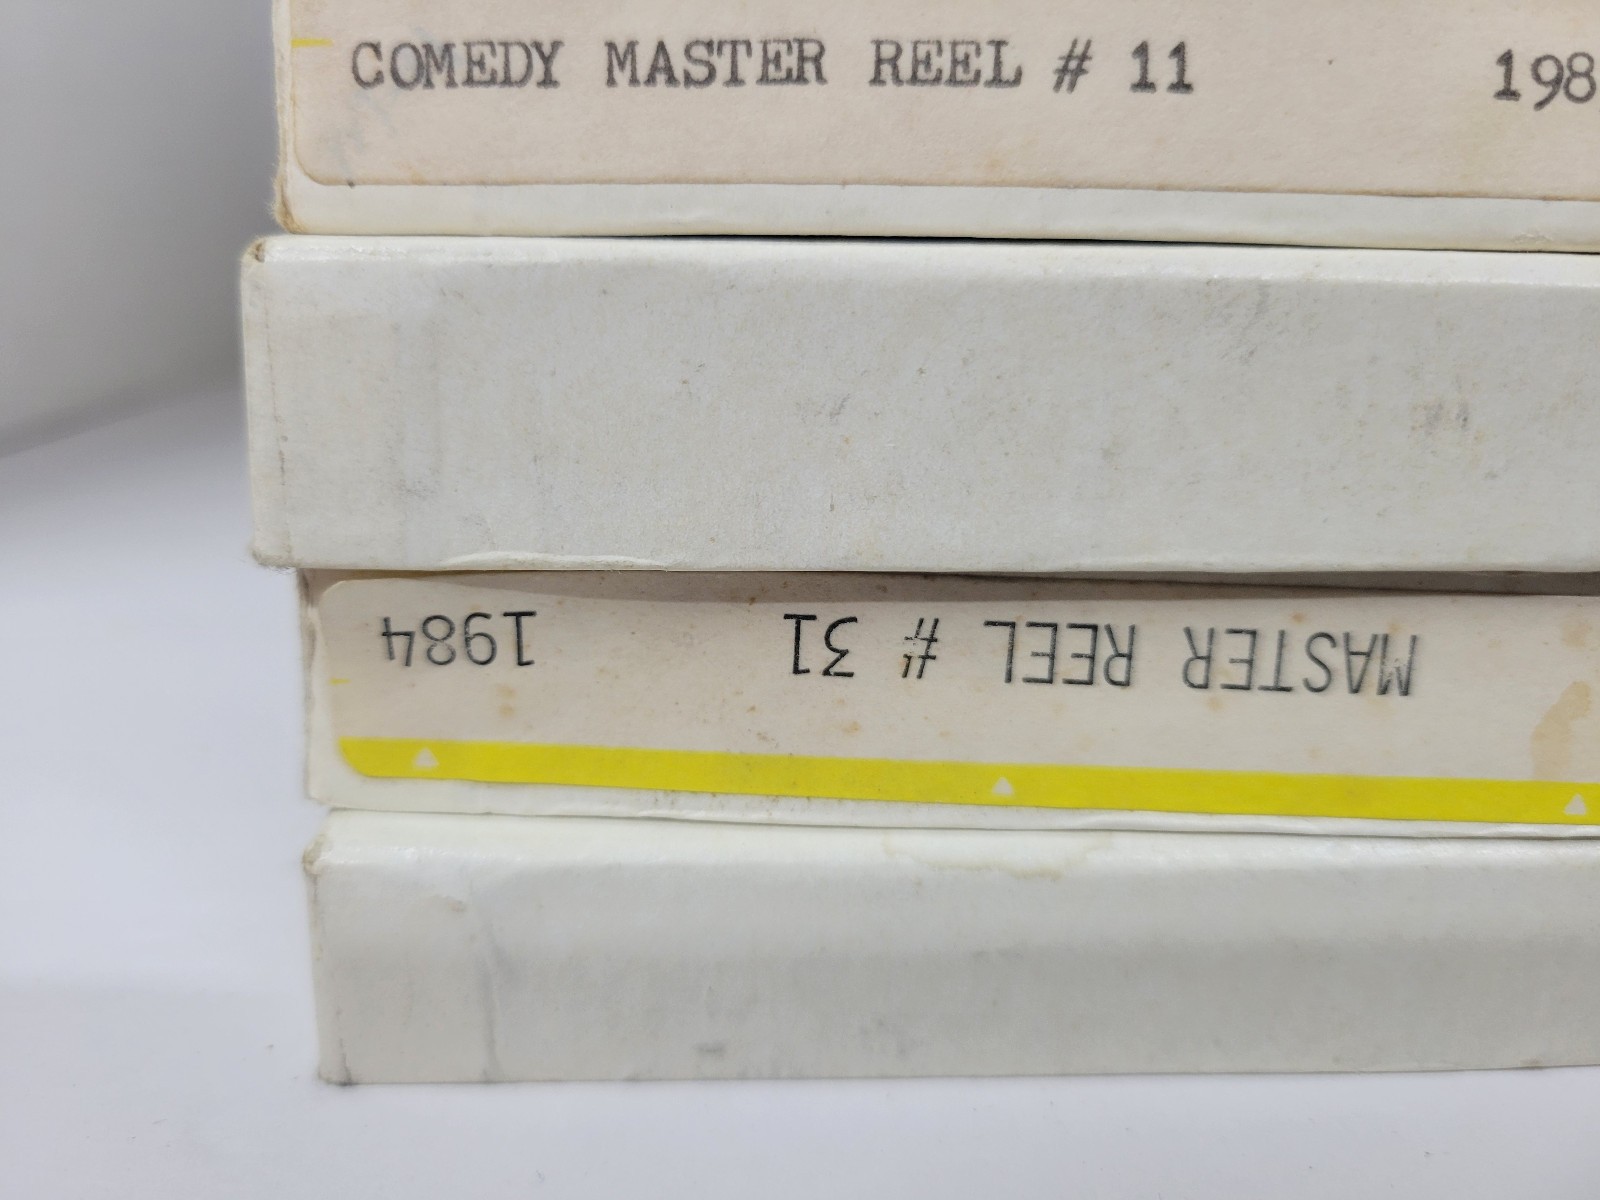 COMEDY MASTER REEL # 11 198
MASTER REEL # 31 1984